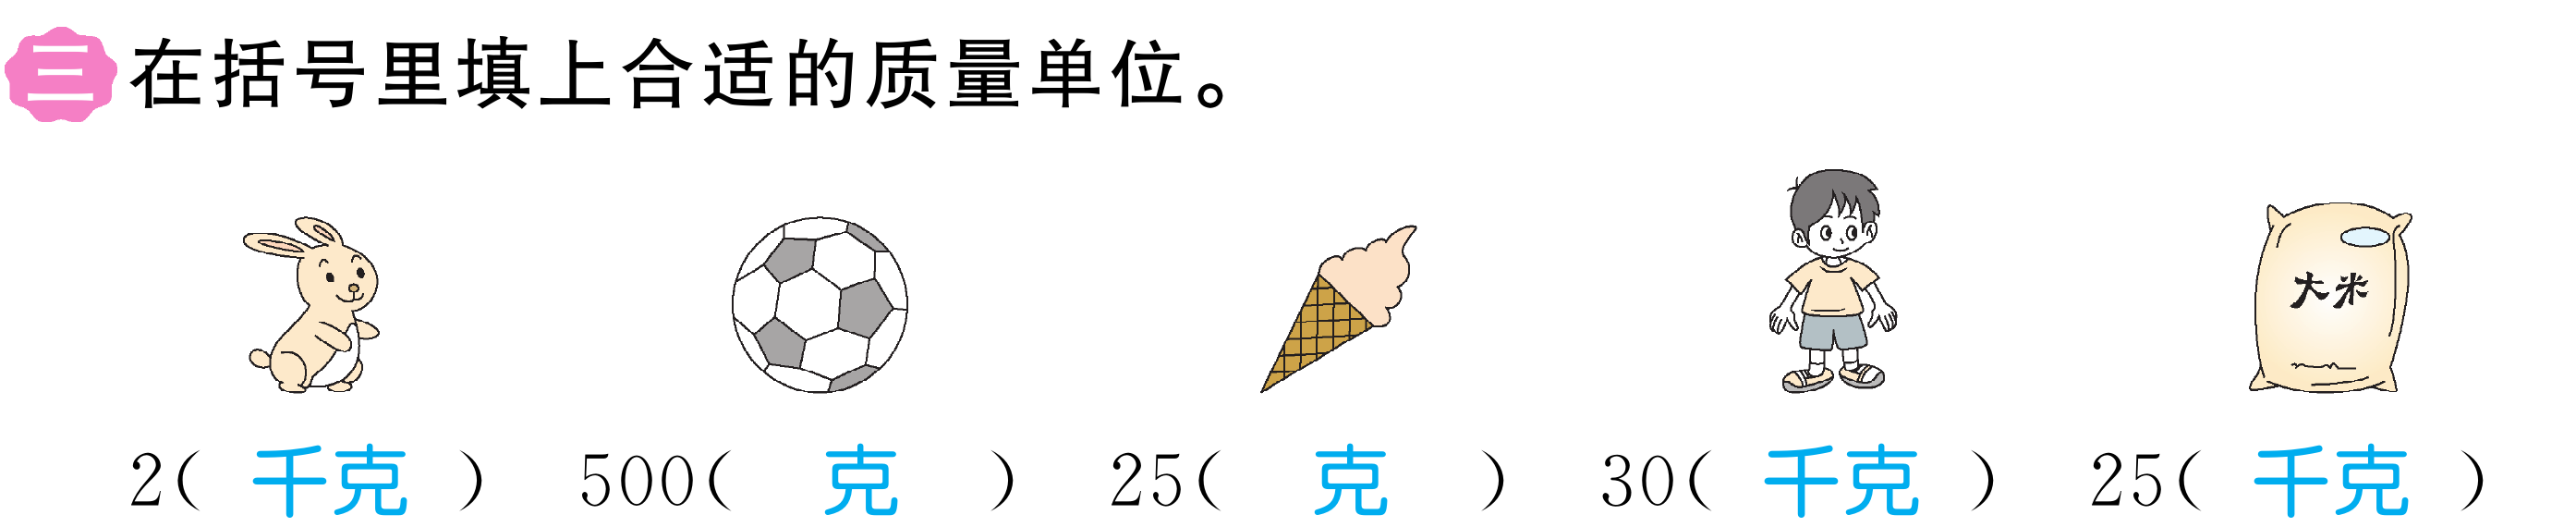 三 在括号里填上合适的质量单位。
大米
2( 千克 ) 500( 克 ) 25( 克 ) 30( 千克 ) 25( 千克 )